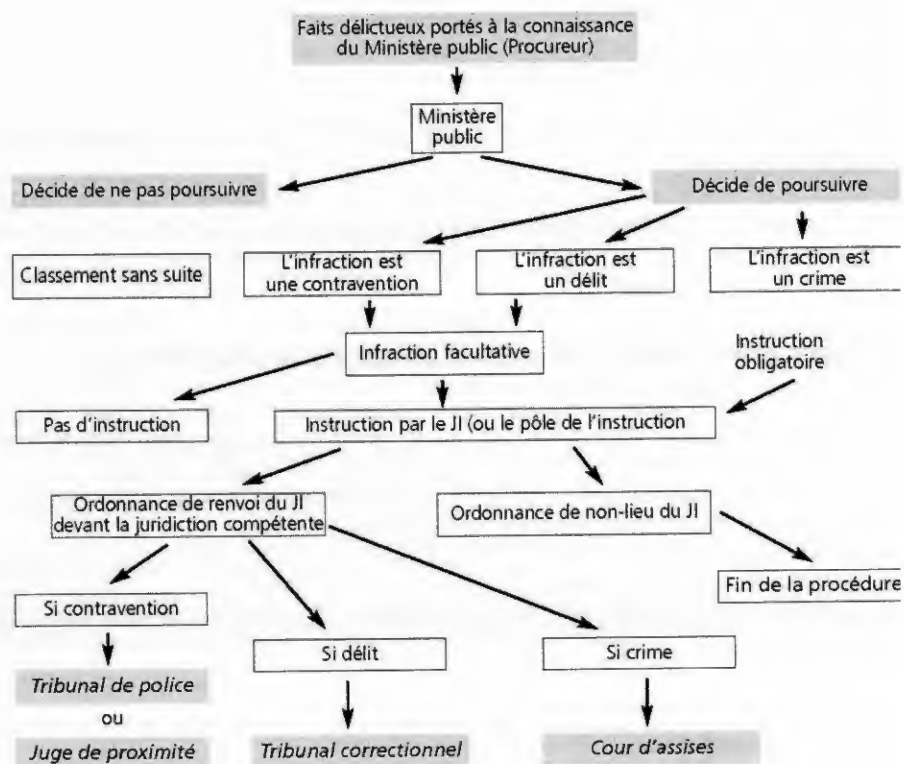 Faits délictueux portés à la connaissance
du Ministère public (Procureur)
Ministère
public
Décide de ne pas poursuivre
Décide de poursuivre
Classement sans suite
L'infraction est
une contravention
L'infraction est
un délit
L'infraction est
un crime
Infraction facultative
Instruction
obligatoire
Pas d'instruction
Instruction par le JI (ou le pôle de l'instruction
Ordonnance de renvoi du JI
devant la juridiction compétente
Ordonnance de non-lieu du JI
Fin de la procédure
Si contravention
Si délit
Si crime
Tribunal de police
ou
Juge de proximité
Tribunal correctionnel
Cour d'assises